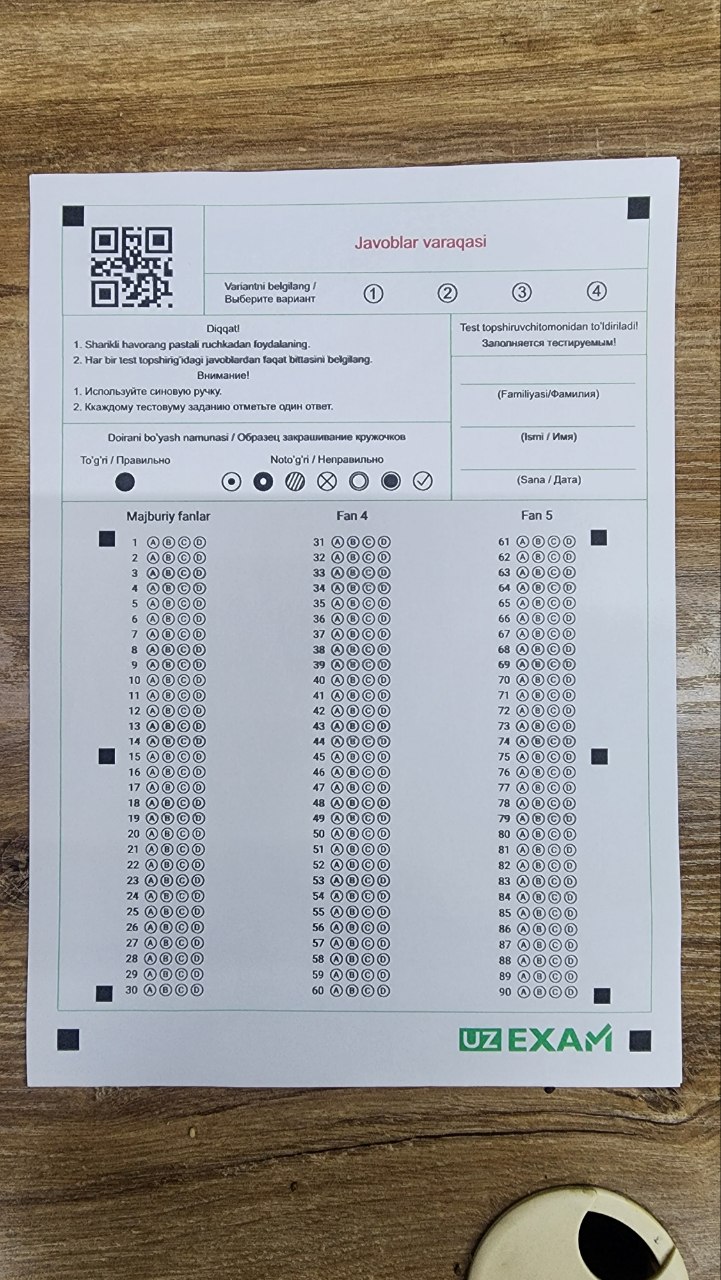 Javoblar varaqasi
Variantni belgilang /
Выберите вариант
1 2 3 4
Diqqat!
1. Sharikli havorang pastali ruchkadan foydalaning.
2. Har bir test topshirig'idagi javoblardan faqat bittasini belgilang.
Внимание!
1. Используйте синовую ручку.
2. Ккаждому тестовуму заданию отметьте один ответ.
Test topshiruvchitomonidan to'ldiriladi!
Заполняется тестируемым!
(Familiyasi/Фамилия)
(Ismi / Имя)
(Sana / Дата)
Doirani bo'yash namunasi / Образец закрашивание кружочков
To'g'ri / Правильно
Noto'g'ri / Неправильно
Majburiy fanlar Fan 4 Fan 5
1 A B C D 31 A B C D 61 A B C D
2 A B C D 32 A B C D 62 A B C D
3 A B C D 33 A B C D 63 A B C D
4 A B C D 34 A B C D 64 A B C D
5 A B C D 35 A B C D 65 A B C D
6 A B C D 36 A B C D 66 A B C D
7 A B C D 37 A B C D 67 A B C D
8 A B C D 38 A B C D 68 A B C D
9 A B C D 39 A B C D 69 A B C D
10 A B C D 40 A B C D 70 A B C D
11 A B C D 41 A B C D 71 A B C D
12 A B C D 42 A B C D 72 A B C D
13 A B C D 43 A B C D 73 A B C D
14 A B C D 44 A B C D 74 A B C D
15 A B C D 45 A B C D 75 A B C D
16 A B C D 46 A B C D 76 A B C D
17 A B C D 47 A B C D 77 A B C D
18 A B C D 48 A B C D 78 A B C D
19 A B C D 49 A B C D 79 A B C D
20 A B C D 50 A B C D 80 A B C D
21 A B C D 51 A B C D 81 A B C D
22 A B C D 52 A B C D 82 A B C D
23 A B C D 53 A B C D 83 A B C D
24 A B C D 54 A B C D 84 A B C D
25 A B C D 55 A B C D 85 A B C D
26 A B C D 56 A B C D 86 A B C D
27 A B C D 57 A B C D 87 A B C D
28 A B C D 58 A B C D 88 A B C D
29 A B C D 59 A B C D 89 A B C D
30 A B C D 60 A B C D 90 A B C D
UZ EXAM